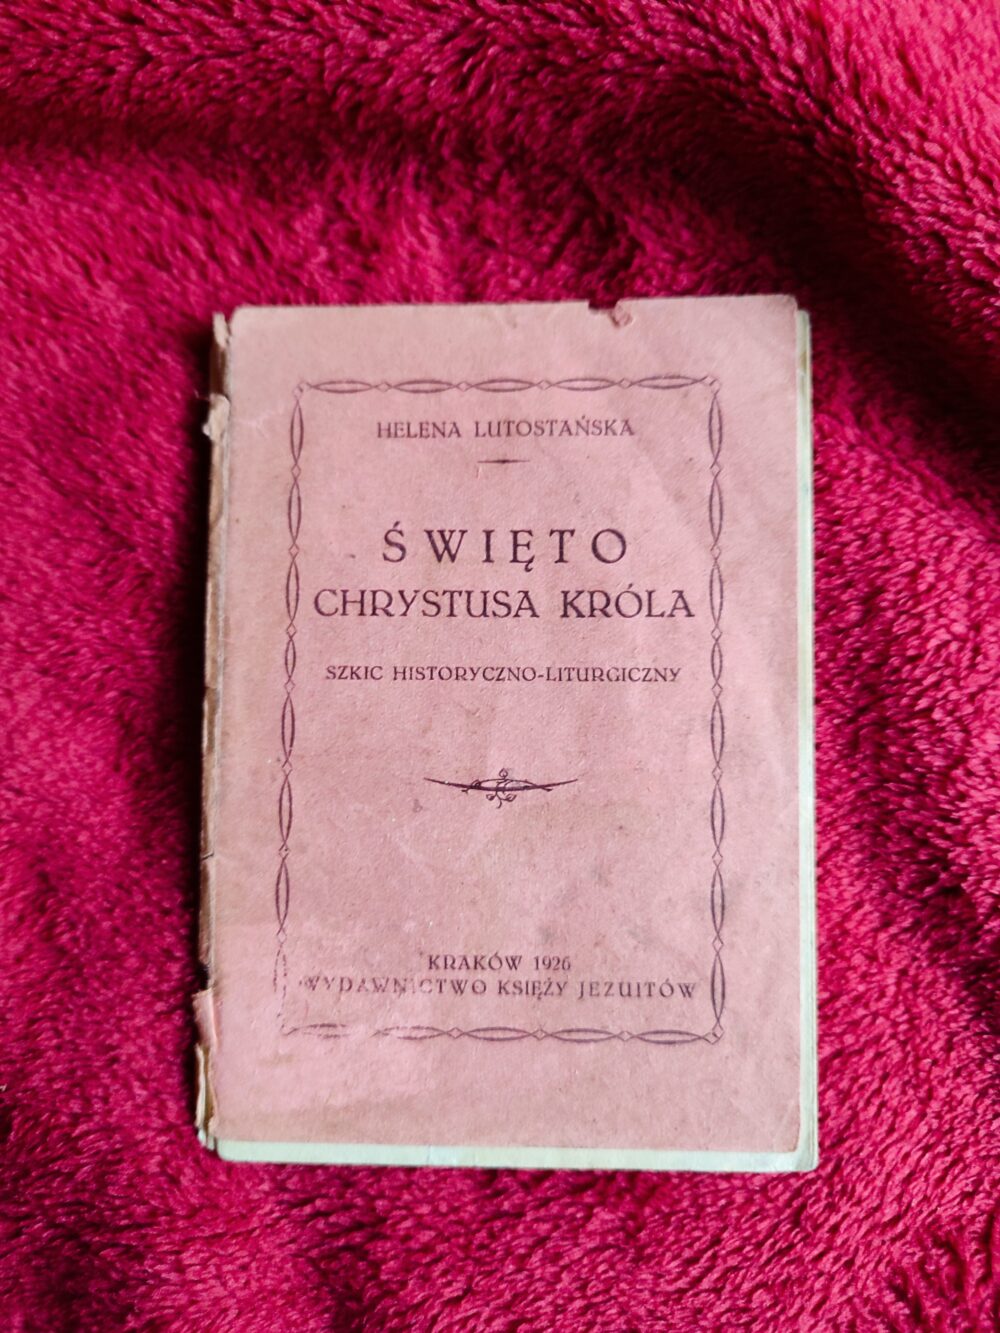 HELENA LUTOSTAŃSKA
ŚWIĘTO
CHRYSTUSA KRÓLA
SZKIC HISTORYCZNO-LITURGICZNY
KRAKÓW 1926
WYDAWNICTWO KSIĘŻY JEZUITÓW